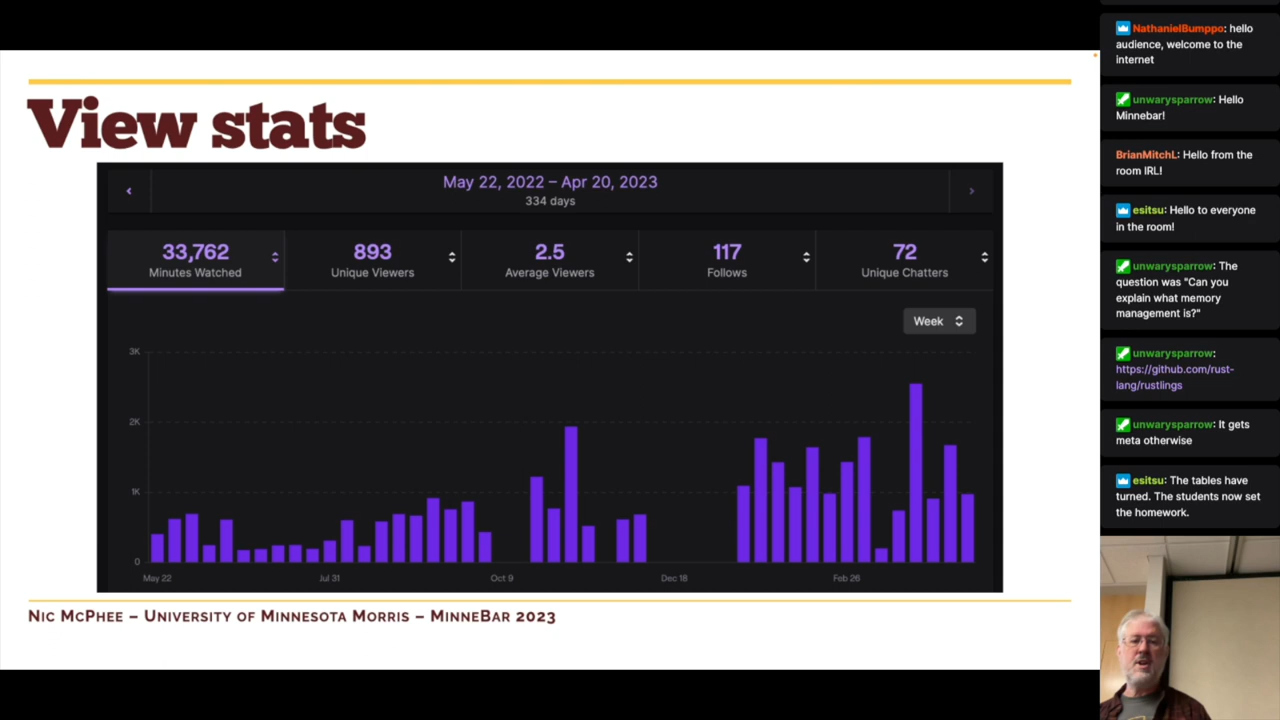 View stats
May 22, 2022 – Apr 20, 2023
334 days
33,762
Minutes Watched
893
Unique Viewers
2.5
Average Viewers
117
Follows
72
Unique Chatters
Week
3K
2K
1K
0
May 22
Jul 31
Oct 9
Dec 18
Feb 26
Nic McPhee – University of Minnesota Morris – MinneBar 2023
NathanielBumppo: hello
audience, welcome to the
internet
unwarysparrow: Hello
Minnebar!
BrianMitchL: Hello from the
room IRL!
esitsu: Hello to everyone
in the room!
unwarysparrow: The
question was "Can you
explain what memory
management is?"
unwarysparrow:
https://github.com/rust-
lang/rustlings
unwarysparrow: It gets
meta otherwise
esitsu: The tables have
turned. The students now set
the homework.